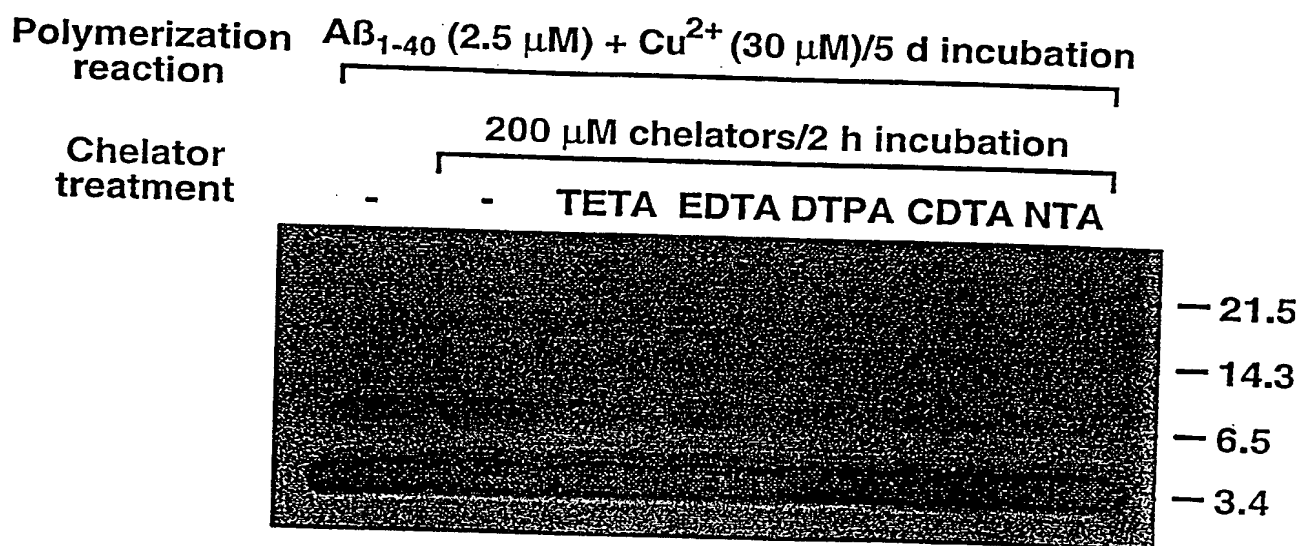 Polymerization reaction
Aß1-40 (2.5 µM) + Cu2+ (30 µM)/5 d incubation
Chelator treatment
200 µM chelators/2 h incubation
- - TETA EDTA DTPA CDTA NTA
21.5
14.3
6.5
3.4